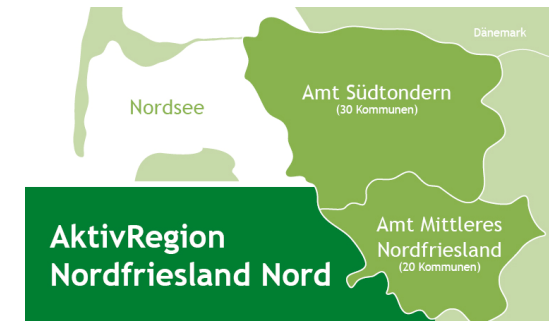 Dänemark
Nordsee
Amt Südtondern
(30 Kommunen)
Amt Mittleres
Nordfriesland
(20 Kommunen)
AktivRegion
Nordfriesland Nord